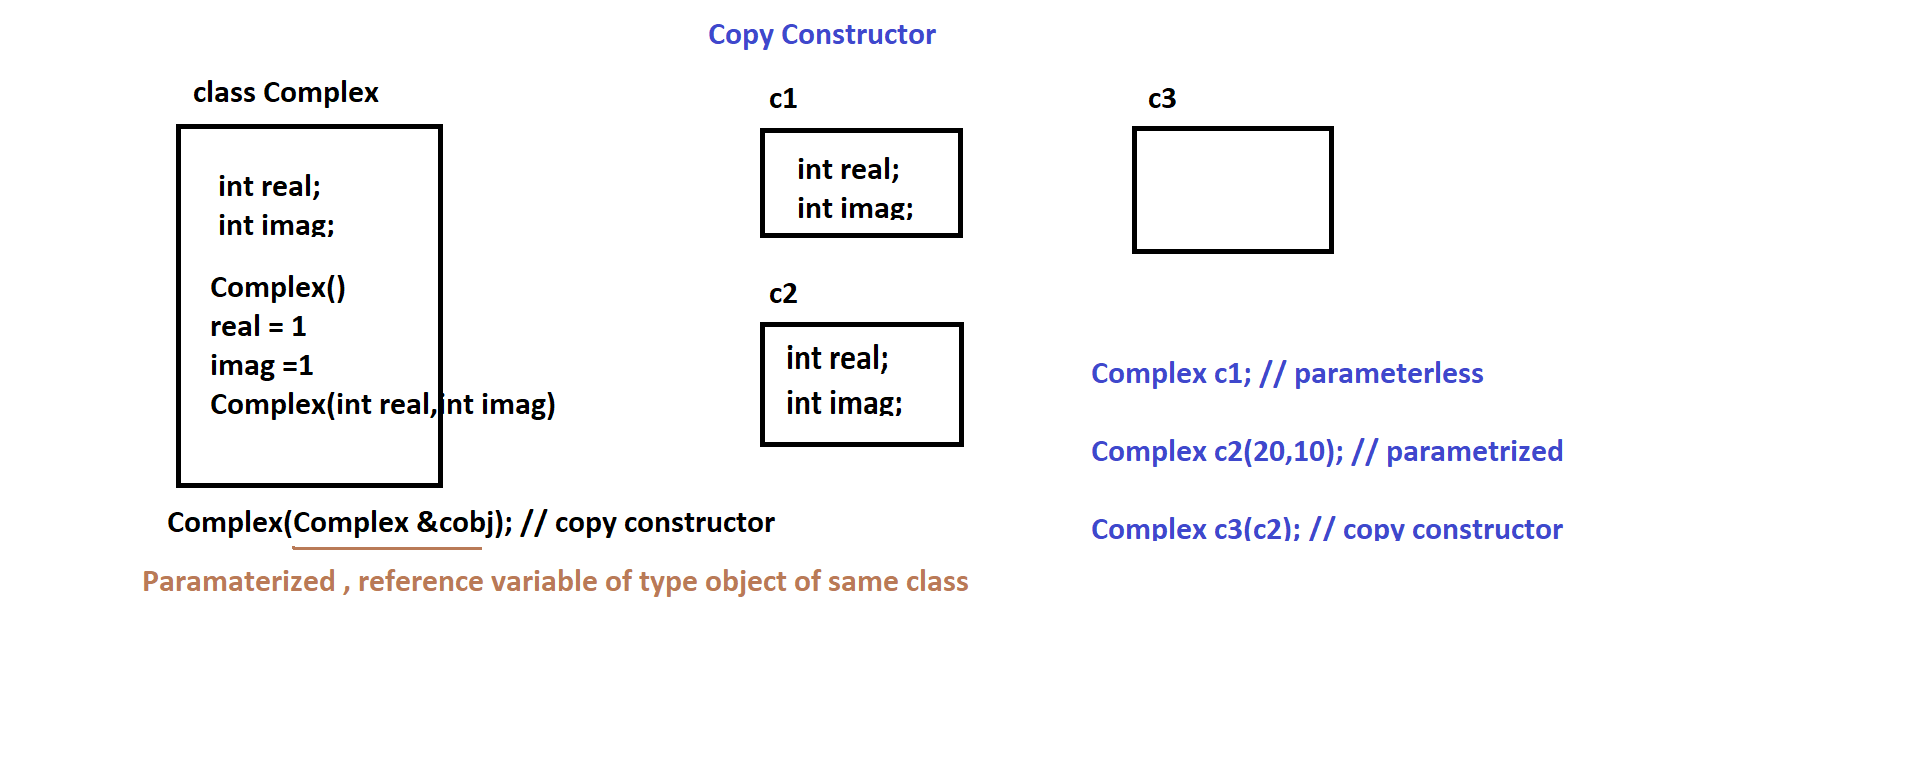 Copy Constructor
class Complex
int real;
int imag;
Complex()
real = 1
imag =1
Complex(int real,int imag)
Complex(Complex &cobj); // copy constructor
Paramaterized , reference variable of type object of same class
c1
int real;
int imag;
c2
int real;
int imag;
c3
Complex c1; // parameterless
Complex c2(20,10); // parametrized
Complex c3(c2); // copy constructor